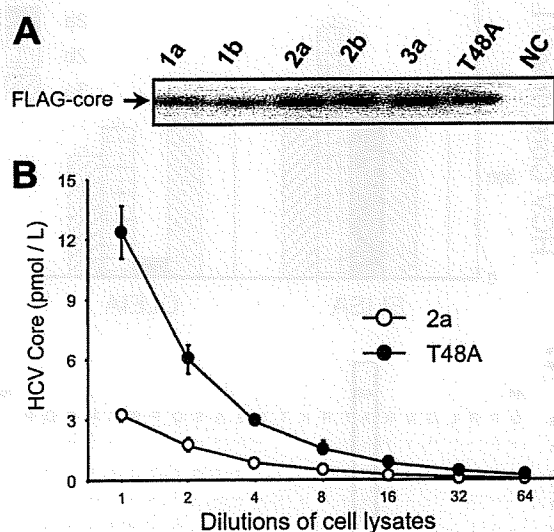 A
1a 1b 2a 2b 3a T48A NC
FLAG-core
B
15
12
9
6
3
0
HCV Core (pmol / L)
2a
T48A
1 2 4 8 16 32 64
Dilutions of cell lysates